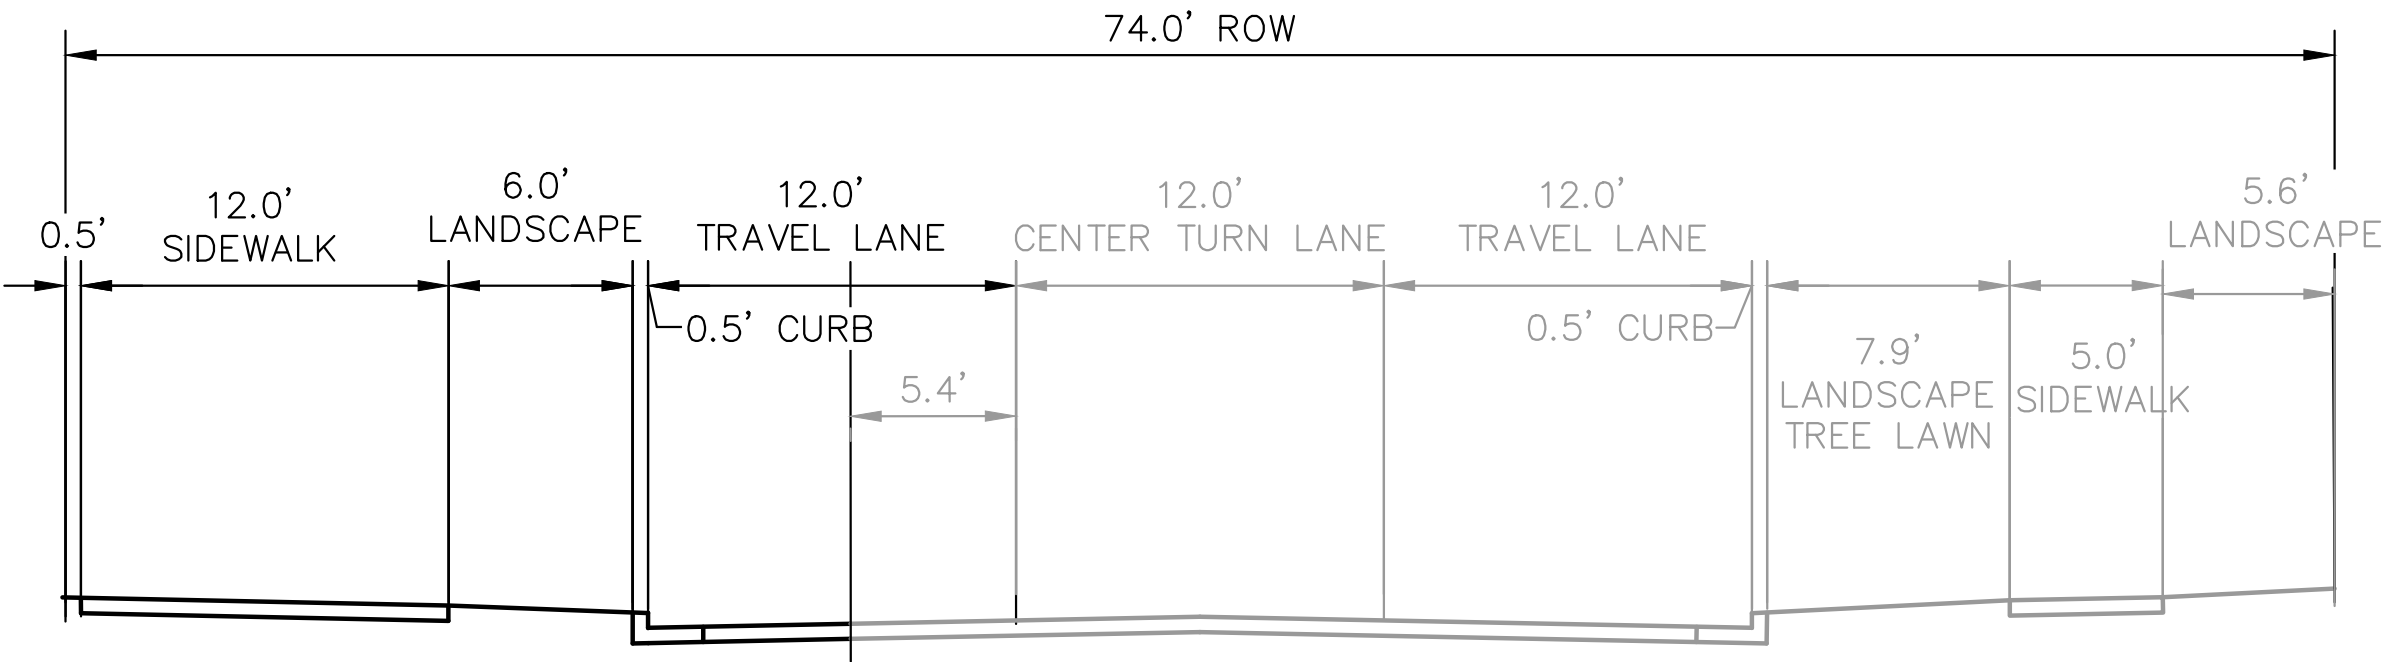 74.0' ROW
0.5'
12.0'
SIDEWALK
6.0'
LANDSCAPE
12.0'
TRAVEL LANE
12.0'
CENTER TURN LANE
12.0'
TRAVEL LANE
5.6'
LANDSCAPE
0.5' CURB
0.5' CURB
5.4'
7.9'
LANDSCAPE
TREE LAWN
5.0'
SIDEWALK